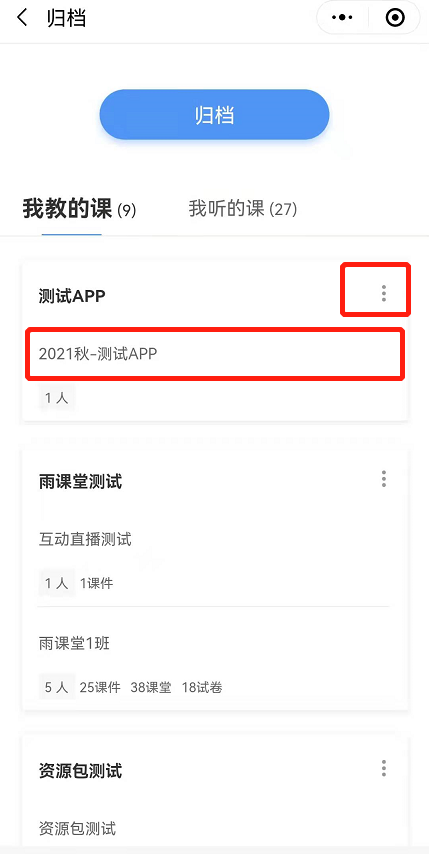 归档
归档
我教的课 (9) 我听的课 (27)
测试APP
2021秋-测试APP
1 人
雨课堂测试
互动直播测试
1 人 1课件
雨课堂1班
5 人 25课件 38课堂 18试卷
资源包测试
资源包测试